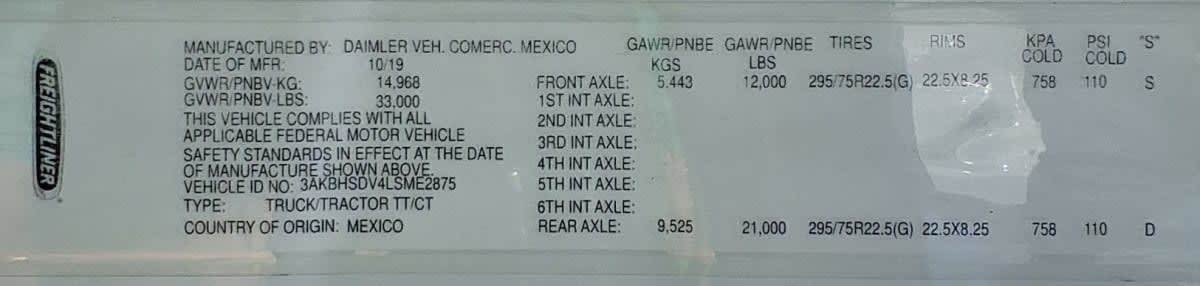 FREIGHTLINER
MANUFACTURED BY: DAIMLER VEH. COMERC. MEXICO
DATE OF MFR: 10/19
GVWR/PNBV-KG: 14,968
GVWR/PNBV-LBS: 33,000
THIS VEHICLE COMPLIES WITH ALL
APPLICABLE FEDERAL MOTOR VEHICLE
SAFETY STANDARDS IN EFFECT AT THE DATE
OF MANUFACTURE SHOWN ABOVE.
VEHICLE ID NO: 3AKBHSDV4LSME2875
TYPE: TRUCK/TRACTOR TT/CT
COUNTRY OF ORIGIN: MEXICO
GAWR/PNBE GAWR/PNBE TIRES RIMS KPA PSI "S"
KGS LBS COLD COLD
FRONT AXLE: 5.443 12,000 295/75R22.5(G) 22.5X8.25 758 110 S
1ST INT AXLE:
2ND INT AXLE:
3RD INT AXLE:
4TH INT AXLE:
5TH INT AXLE:
6TH INT AXLE:
REAR AXLE: 9,525 21,000 295/75R22.5(G) 22.5X8.25 758 110 D